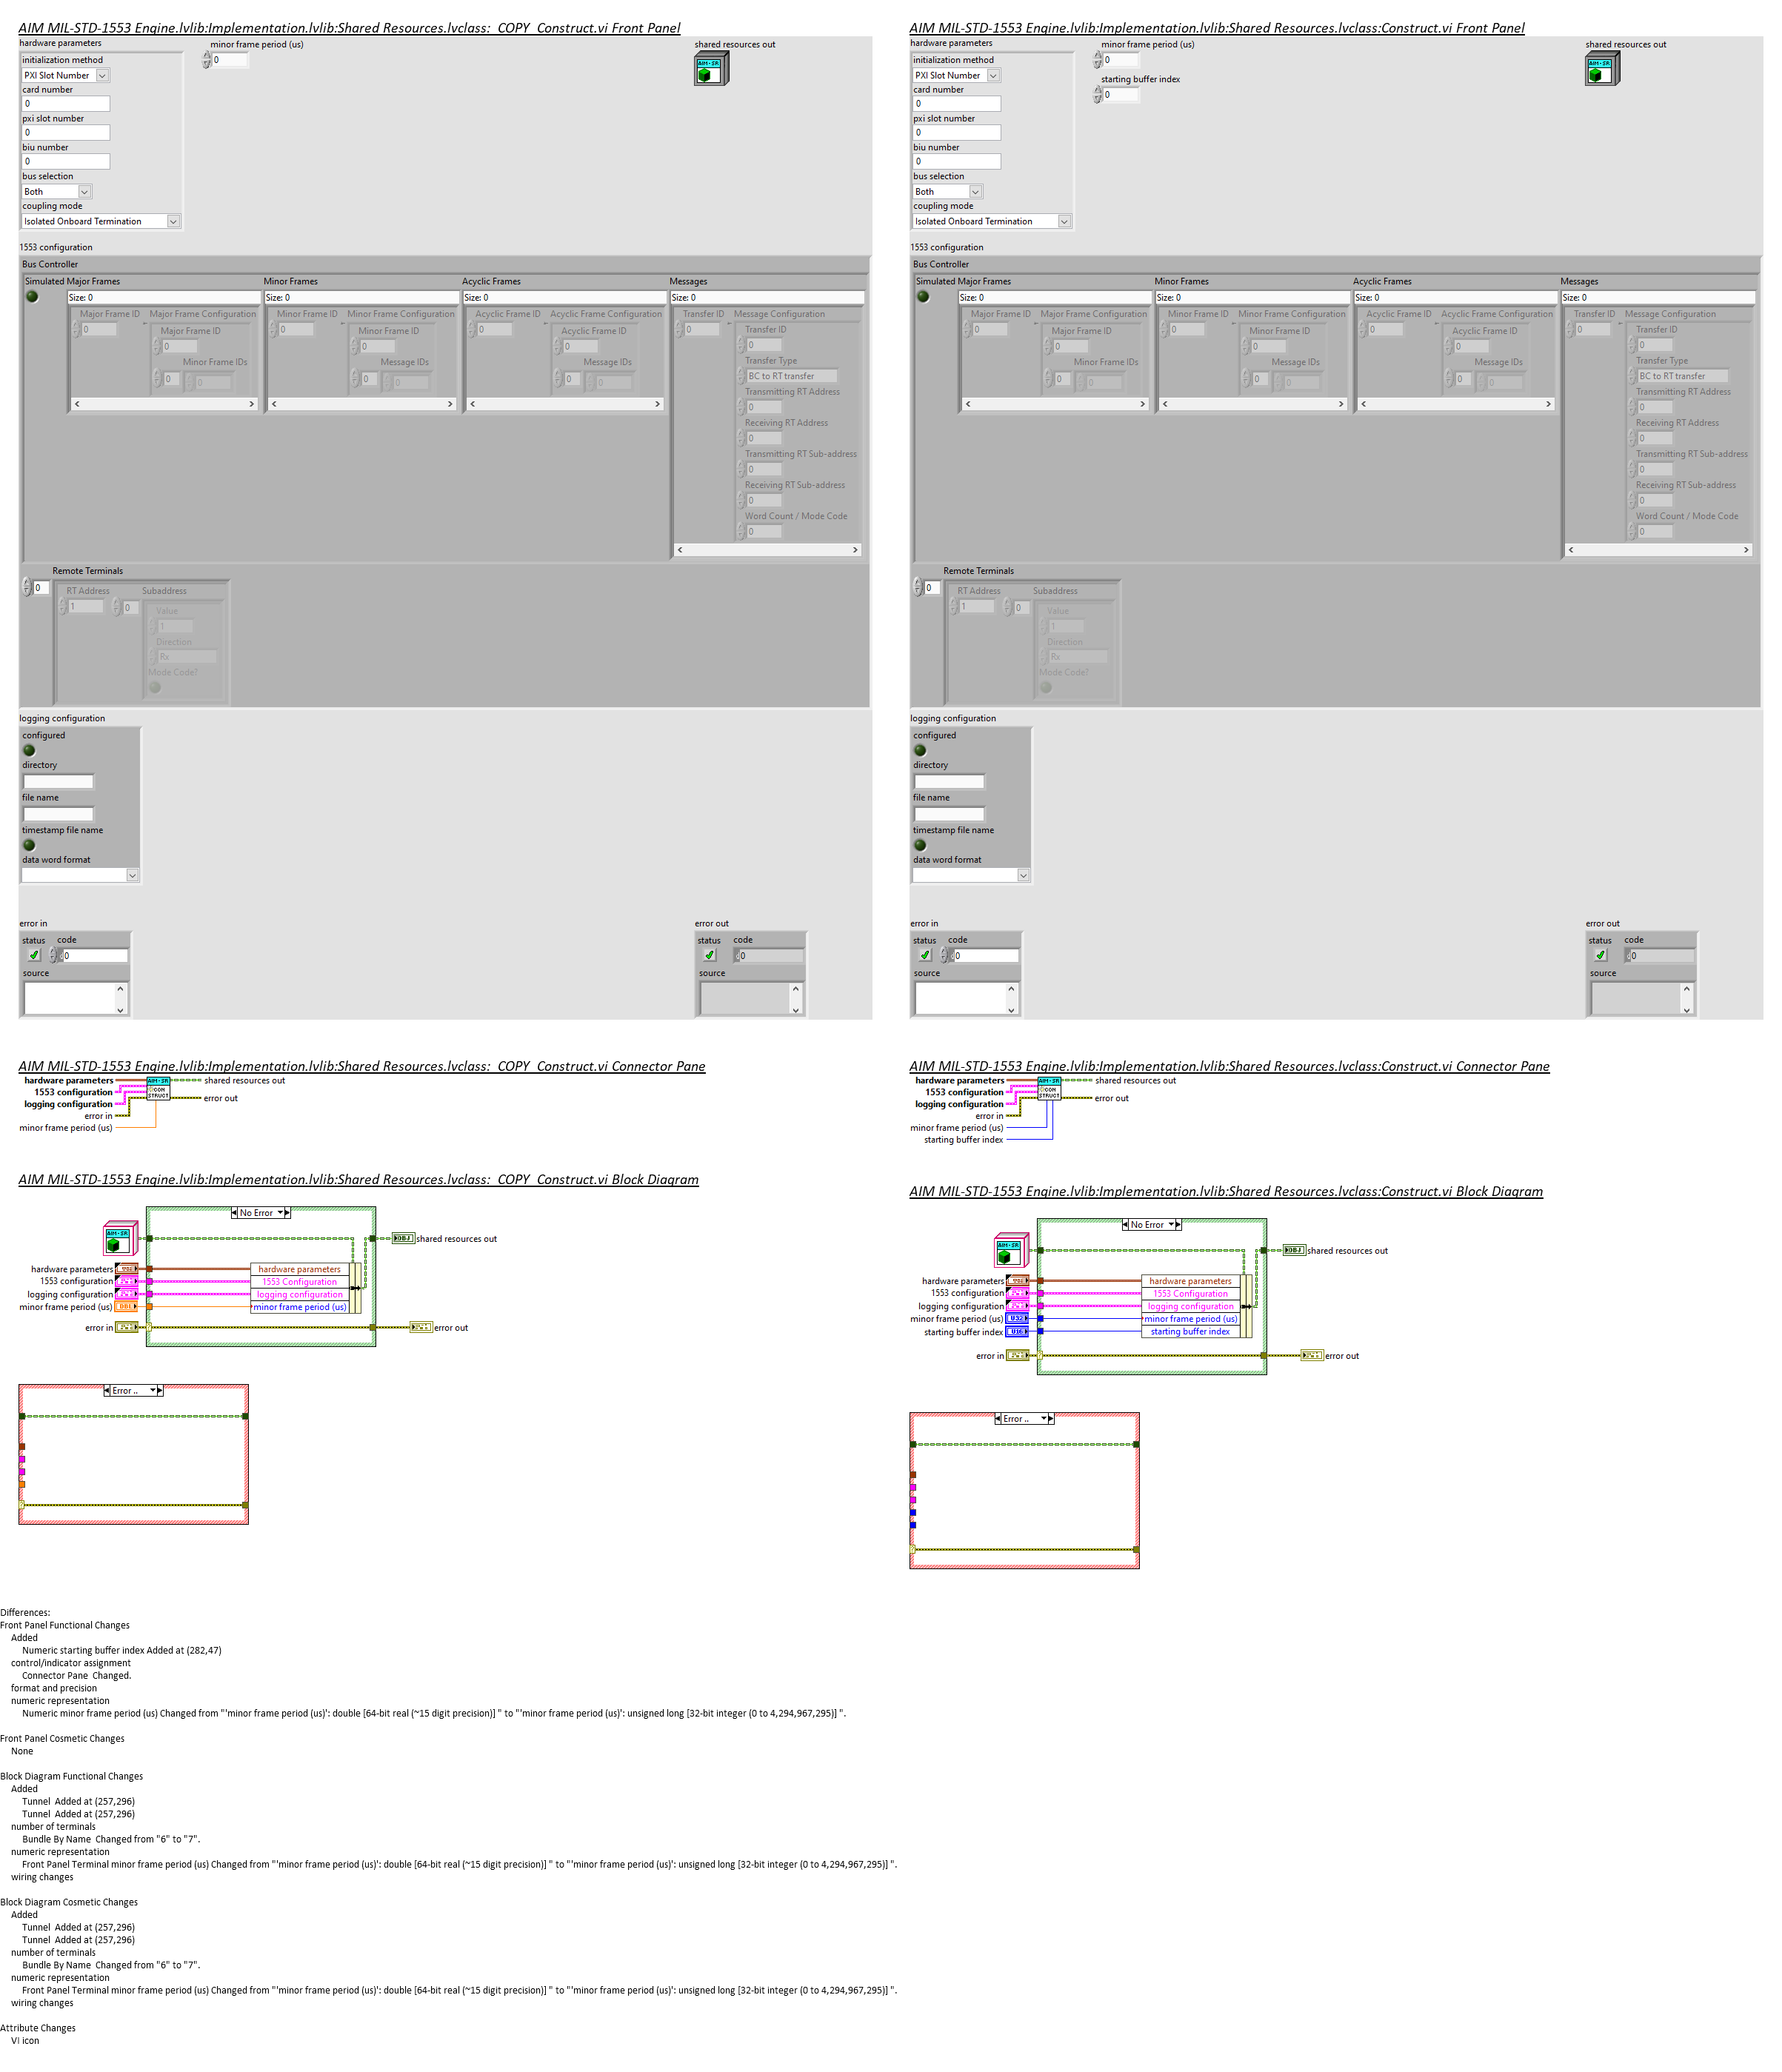 AIM MIL-STD-1553 Engine.lvlib:Implementation.lvlib:Shared Resources.lvclass:_COPY_Construct.vi Front Panel
hardware parameters
initialization method
PXI Slot Number
card number
0
pxi slot number
0
biu number
0
bus selection
Both
coupling mode
Isolated Onboard Termination
minor frame period (us)
0
shared resources out
AIM-SR
1553 configuration
Bus Controller
Simulated Major Frames Minor Frames Acyclic Frames Messages
Size: 0 Size: 0 Size: 0 Size: 0
Major Frame ID Major Frame Configuration Minor Frame ID Minor Frame Configuration Acyclic Frame ID Acyclic Frame Configuration Transfer ID Message Configuration
0 Major Frame ID 0 Minor Frame ID 0 Acyclic Frame ID 0 Transfer ID
0 0 0 0
Minor Frame IDs Message IDs Message IDs Transfer Type
0 0 0 0 0 0 BC to RT transfer
Transmitting RT Address
0
Receiving RT Address
0
Transmitting RT Sub-address
0
Receiving RT Sub-address
0
Word Count / Mode Code
0
Remote Terminals
0
RT Address Subaddress
1 0 Value
1
Direction
Rx
Mode Code?
logging configuration
configured
directory
file name
timestamp file name
data word format
error in
status code
0
source
error out
status code
0
source
AIM MIL-STD-1553 Engine.lvlib:Implementation.lvlib:Shared Resources.lvclass:Construct.vi Front Panel
hardware parameters
initialization method
PXI Slot Number
card number
0
pxi slot number
0
biu number
0
bus selection
Both
coupling mode
Isolated Onboard Termination
minor frame period (us)
0
starting buffer index
0
shared resources out
AIM-SR
1553 configuration
Bus Controller
Simulated Major Frames Minor Frames Acyclic Frames Messages
Size: 0 Size: 0 Size: 0 Size: 0
Major Frame ID Major Frame Configuration Minor Frame ID Minor Frame Configuration Acyclic Frame ID Acyclic Frame Configuration Transfer ID Message Configuration
0 Major Frame ID 0 Minor Frame ID 0 Acyclic Frame ID 0 Transfer ID
0 0 0 0
Minor Frame IDs Message IDs Message IDs Transfer Type
0 0 0 0 0 0 BC to RT transfer
Transmitting RT Address
0
Receiving RT Address
0
Transmitting RT Sub-address
0
Receiving RT Sub-address
0
Word Count / Mode Code
0
Remote Terminals
0
RT Address Subaddress
1 0 Value
1
Direction
Rx
Mode Code?
logging configuration
configured
directory
file name
timestamp file name
data word format
error in
status code
0
source
error out
status code
0
source
AIM MIL-STD-1553 Engine.lvlib:Implementation.lvlib:Shared Resources.lvclass:_COPY_Construct.vi Connector Pane
hardware parameters
1553 configuration
logging configuration
error in
minor frame period (us)
AIM-SR
CON
STRUCT
shared resources out
error out
AIM MIL-STD-1553 Engine.lvlib:Implementation.lvlib:Shared Resources.lvclass:Construct.vi Connector Pane
hardware parameters
1553 configuration
logging configuration
error in
minor frame period (us)
starting buffer index
AIM-SR
CON
STRUCT
shared resources out
error out
AIM MIL-STD-1553 Engine.lvlib:Implementation.lvlib:Shared Resources.lvclass:_COPY_Construct.vi Block Diagram
No Error
AIM-SR
OBJ shared resources out
hardware parameters hardware parameters
1553 configuration 1553 Configuration
logging configuration logging configuration
minor frame period (us) DBL minor frame period (us)
error in error out
Error ..
AIM MIL-STD-1553 Engine.lvlib:Implementation.lvlib:Shared Resources.lvclass:Construct.vi Block Diagram
No Error
AIM-SR
OBJ shared resources out
hardware parameters hardware parameters
1553 configuration 1553 Configuration
logging configuration logging configuration
minor frame period (us) U32 minor frame period (us)
starting buffer index U16 starting buffer index
error in error out
Error ..
Differences:
Front Panel Functional Changes
Added
Numeric starting buffer index Added at (282,47)
control/indicator assignment
Connector Pane Changed.
format and precision
numeric representation
Numeric minor frame period (us) Changed from "'minor frame period (us)': double [64-bit real (~15 digit precision)] " to "'minor frame period (us)': unsigned long [32-bit integer (0 to 4,294,967,295)] ".
Front Panel Cosmetic Changes
None
Block Diagram Functional Changes
Added
Tunnel Added at (257,296)
Tunnel Added at (257,296)
number of terminals
Bundle By Name Changed from "6" to "7".
numeric representation
Front Panel Terminal minor frame period (us) Changed from "'minor frame period (us)': double [64-bit real (~15 digit precision)] " to "'minor frame period (us)': unsigned long [32-bit integer (0 to 4,294,967,295)] ".
wiring changes
Block Diagram Cosmetic Changes
Added
Tunnel Added at (257,296)
Tunnel Added at (257,296)
number of terminals
Bundle By Name Changed from "6" to "7".
numeric representation
Front Panel Terminal minor frame period (us) Changed from "'minor frame period (us)': double [64-bit real (~15 digit precision)] " to "'minor frame period (us)': unsigned long [32-bit integer (0 to 4,294,967,295)] ".
wiring changes
Attribute Changes
VI icon